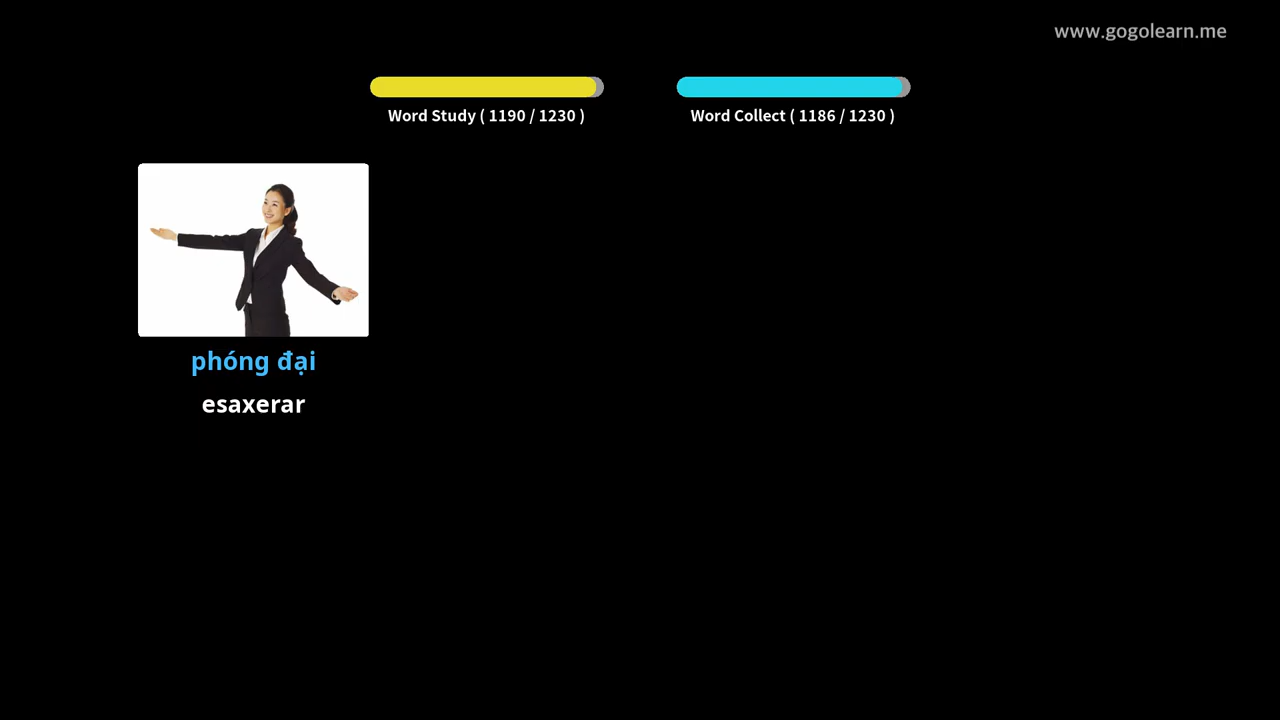 www.gogolearn.me
Word Study ( 1190 / 1230 )
Word Collect ( 1186 / 1230 )
phóng đại
esaxerar